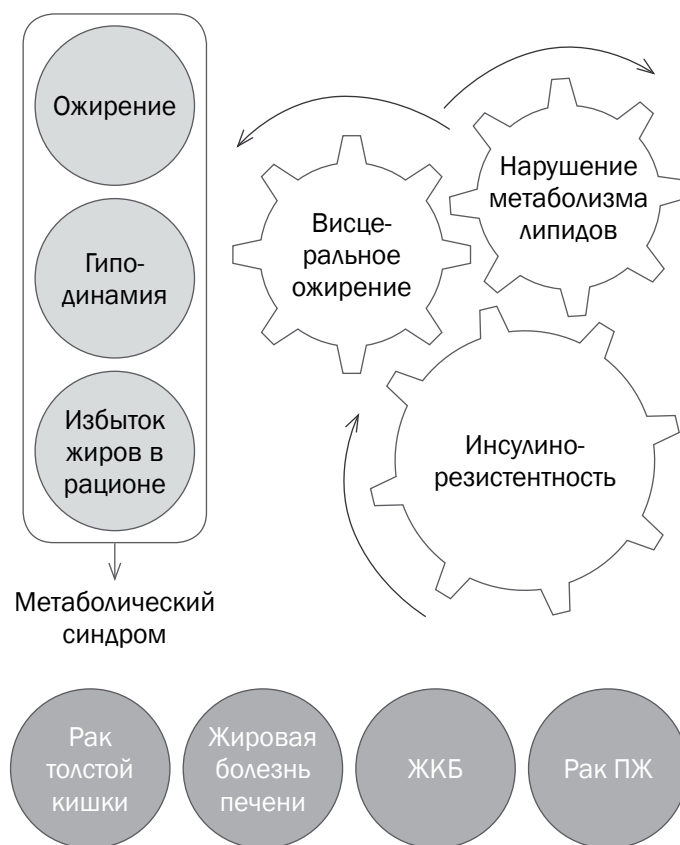 Ожирение
Гипо-
динамия
Избыток
жиров в
рационе
Метаболический
синдром
Висце-
ральное
ожирение
Нарушение
метаболизма
липидов
Инсулино-
резистентность
Рак
толстой
кишки
Жировая
болезнь
печени
ЖКБ
Рак ПЖ